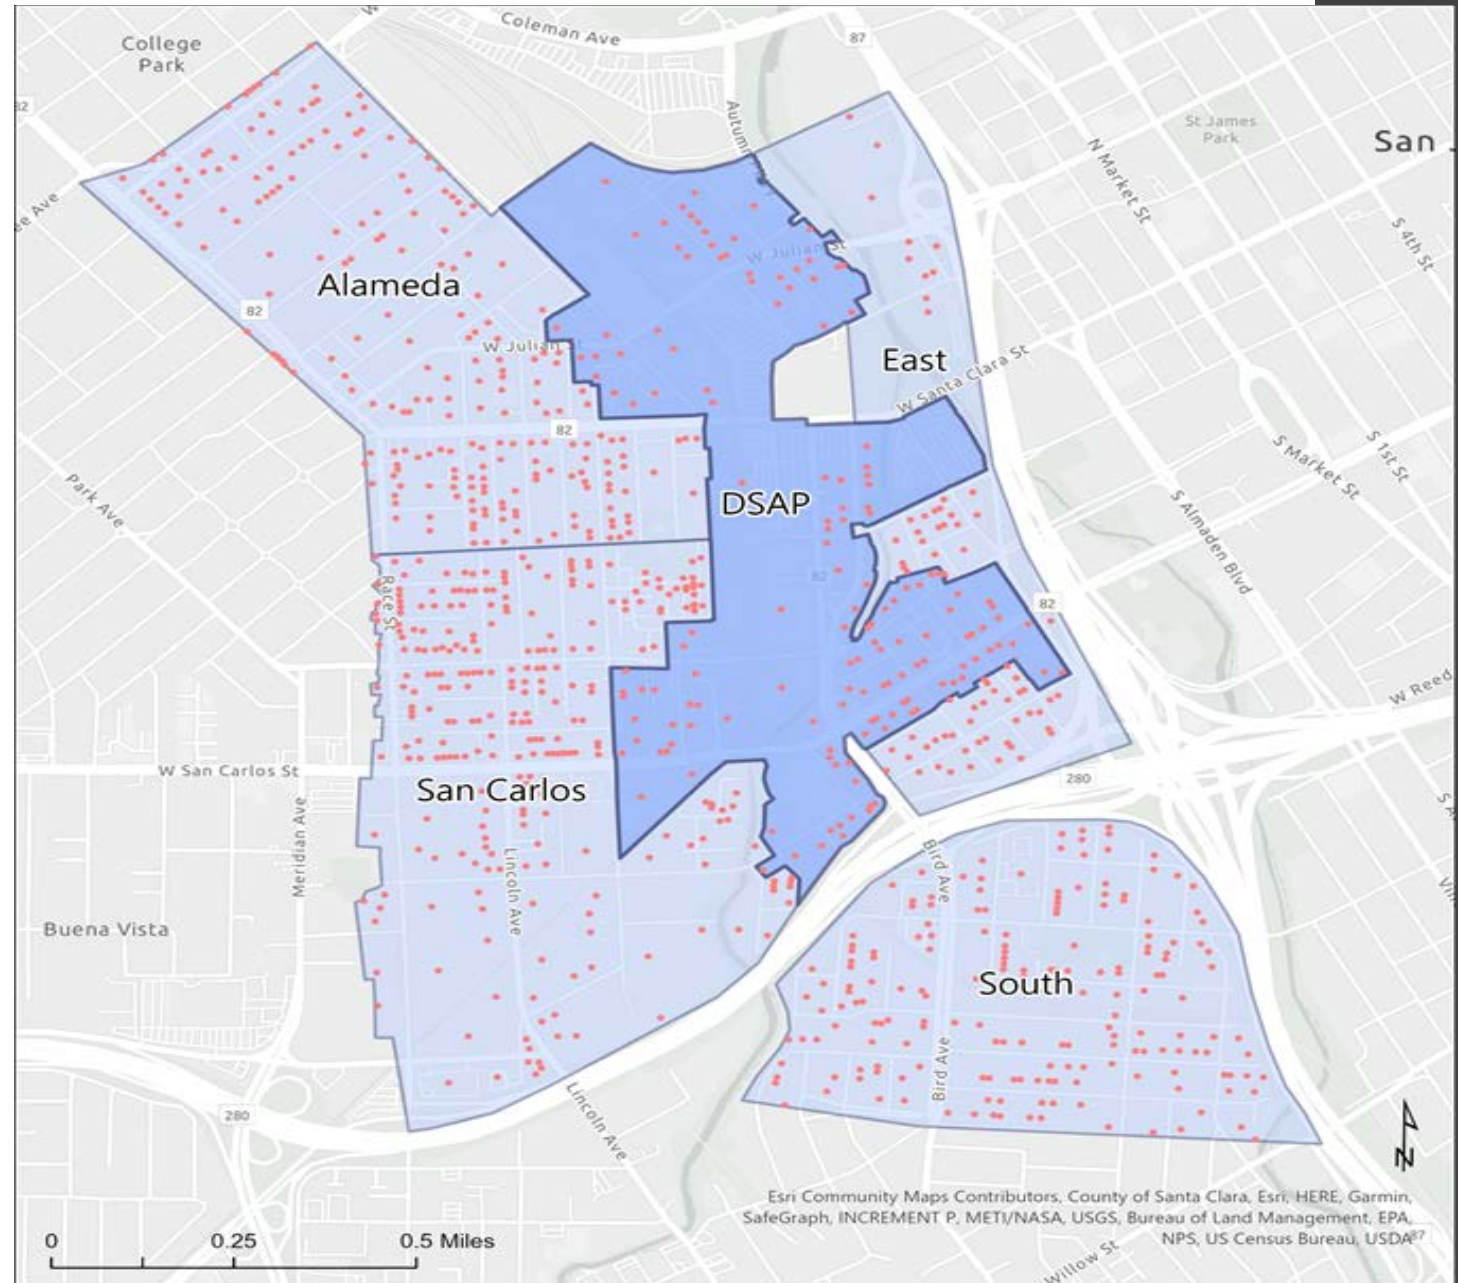 College
Park
Coleman Ave
87
Autumn
St James
Park
San
N Market St
S 4th St
82
Alameda
82
W Julian St
W Julian St
East
W Santa Clara St
82
S Market St
S 1st St
Park Ave
DSAP
S Almaden Blvd
82
Race St
82
W Reed
W San Carlos St
San Carlos
280
Meridian Ave
Lincoln Ave
Bird Ave
Buena Vista
South
Bird Ave
280
Lincoln Ave
N
Esri Community Maps Contributors, County of Santa Clara, Esri, HERE, Garmin,
SafeGraph, INCREMENT P, METI/NASA, USGS, Bureau of Land Management, EPA,
NPS, US Census Bureau, USDA
87
0 0.25 0.5 Miles
Willow St